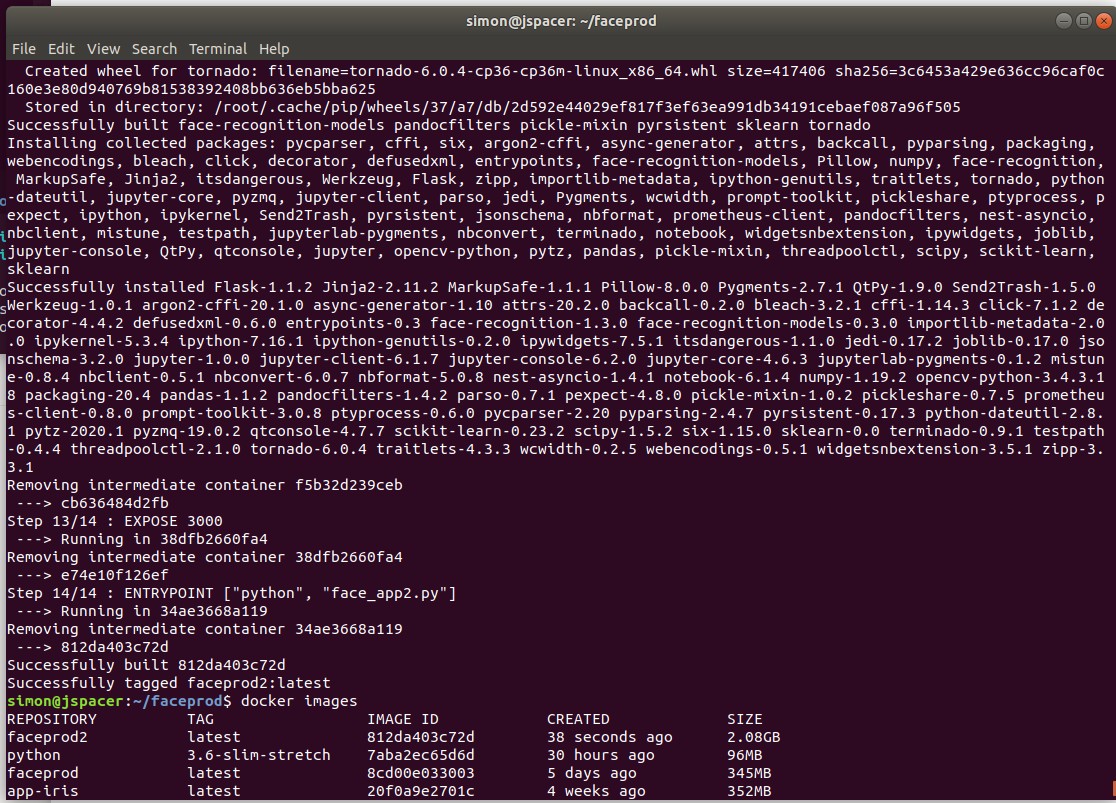 simon@jspacer: ~/faceprod
File Edit View Search Terminal Help
Created wheel for tornado: filename=tornado-6.0.4-cp36-cp36m-linux_x86_64.whl size=417406 sha256=3c6453a429e636cc96caf0c
160e3e80d940769b81538392408bb636eb5bba625
Stored in directory: /root/.cache/pip/wheels/37/a7/db/2d592e44029ef817f3ef63ea991db34191cebaef087a96f505
Successfully built face-recognition-models pandocfilters pickle-mixin pyrsistent sklearn tornado
Installing collected packages: pycparser, cffi, six, argon2-cffi, async-generator, attrs, backcall, pyparsing, packaging,
webencodings, bleach, click, decorator, defusedxml, entrypoints, face-recognition-models, Pillow, numpy, face-recognition,
MarkupSafe, Jinja2, itsdangerous, Werkzeug, Flask, zipp, importlib-metadata, ipython-genutils, traitlets, tornado, python
-dateutil, jupyter-core, pyzmq, jupyter-client, parso, jedi, Pygments, wcwidth, prompt-toolkit, pickleshare, ptyprocess, p
expect, ipython, ipykernel, Send2Trash, pyrsistent, jsonschema, nbformat, prometheus-client, pandocfilters, nest-asyncio,
nbclient, mistune, testpath, jupyterlab-pygments, nbconvert, terminado, notebook, widgetsnbextension, ipywidgets, joblib,
jupyter-console, QtPy, qtconsole, jupyter, opencv-python, pytz, pandas, pickle-mixin, threadpoolctl, scipy, scikit-learn,
sklearn
Successfully installed Flask-1.1.2 Jinja2-2.11.2 MarkupSafe-1.1.1 Pillow-8.0.0 Pygments-2.7.1 QtPy-1.9.0 Send2Trash-1.5.0
Werkzeug-1.0.1 argon2-cffi-20.1.0 async-generator-1.10 attrs-20.2.0 backcall-0.2.0 bleach-3.2.1 cffi-1.14.3 click-7.1.2 de
corator-4.4.2 defusedxml-0.6.0 entrypoints-0.3 face-recognition-1.3.0 face-recognition-models-0.3.0 importlib-metadata-2.0
.0 ipykernel-5.3.4 ipython-7.16.1 ipython-genutils-0.2.0 ipywidgets-7.5.1 itsdangerous-1.1.0 jedi-0.17.2 joblib-0.17.0 jso
nschema-3.2.0 jupyter-1.0.0 jupyter-client-6.1.7 jupyter-console-6.2.0 jupyter-core-4.6.3 jupyterlab-pygments-0.1.2 mistun
e-0.8.4 nbclient-0.5.1 nbconvert-6.0.7 nbformat-5.0.8 nest-asyncio-1.4.1 notebook-6.1.4 numpy-1.19.2 opencv-python-3.4.3.1
8 packaging-20.4 pandas-1.1.2 pandocfilters-1.4.2 parso-0.7.1 pexpect-4.8.0 pickle-mixin-1.0.2 pickleshare-0.7.5 prometheu
s-client-0.8.0 prompt-toolkit-3.0.8 ptyprocess-0.6.0 pycparser-2.20 pyparsing-2.4.7 pyrsistent-0.17.3 python-dateutil-2.8.
1 pytz-2020.1 pyzmq-19.0.2 qtconsole-4.7.7 scikit-learn-0.23.2 scipy-1.5.2 six-1.15.0 sklearn-0.0 terminado-0.9.1 testpath
-0.4.4 threadpoolctl-2.1.0 tornado-6.0.4 traitlets-4.3.3 wcwidth-0.2.5 webencodings-0.5.1 widgetsnbextension-3.5.1 zipp-3.
3.1
Removing intermediate container f5b32d239ceb
---> cb636484d2fb
Step 13/14 : EXPOSE 3000
---> Running in 38dfb2660fa4
Removing intermediate container 38dfb2660fa4
---> e74e10f126ef
Step 14/14 : ENTRYPOINT ["python", "face_app2.py"]
---> Running in 34ae3668a119
Removing intermediate container 34ae3668a119
---> 812da403c72d
Successfully built 812da403c72d
Successfully tagged faceprod2:latest
simon@jspacer:~/faceprod$ docker images
REPOSITORY TAG IMAGE ID CREATED SIZE
faceprod2 latest 812da403c72d 38 seconds ago 2.08GB
python 3.6-slim-stretch 7aba2ec65d6d 30 hours ago 96MB
faceprod latest 8cd00e033003 5 days ago 345MB
app-iris latest 20f0a9e2701c 4 weeks ago 352MB